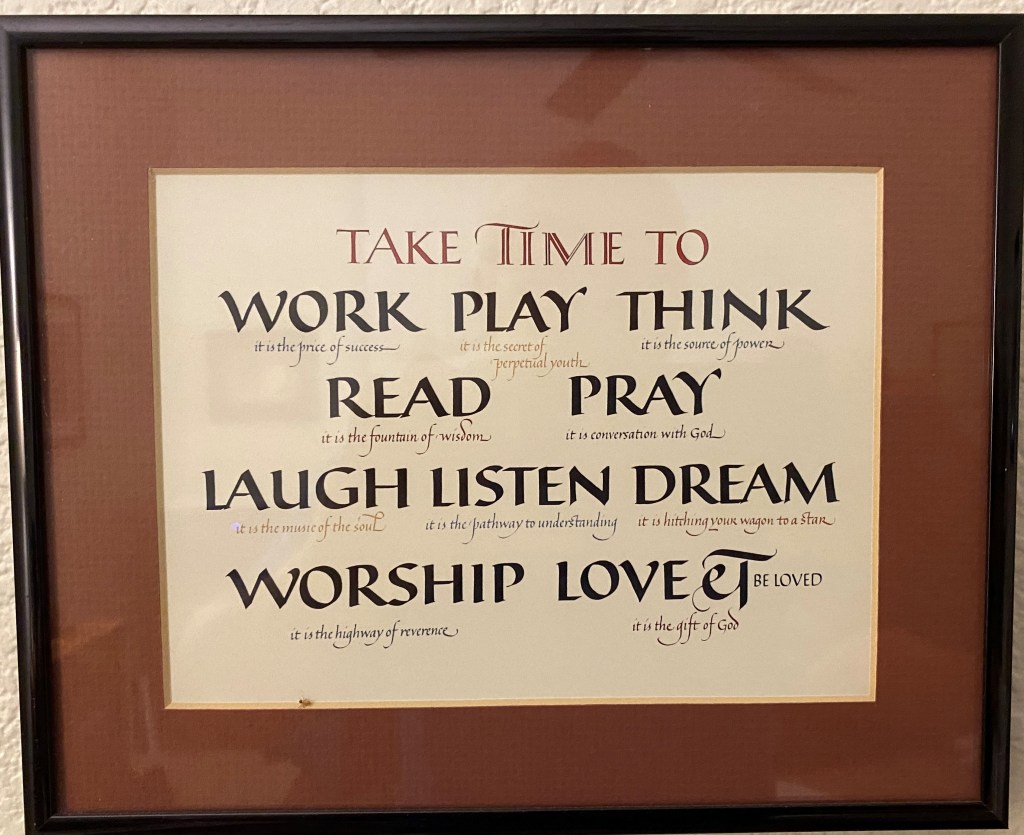 TAKE TIME TO
WORK PLAY THINK
it is the price of success it is the secret of it is the source of power
perpetual youth
READ PRAY
it is the fountain of wisdom it is conversation with God
LAUGH LISTEN DREAM
it is the music of the soul it is the pathway to understanding it is hitching your wagon to a star
WORSHIP LOVE & BE LOVED
it is the highway of reverence it is the gift of God